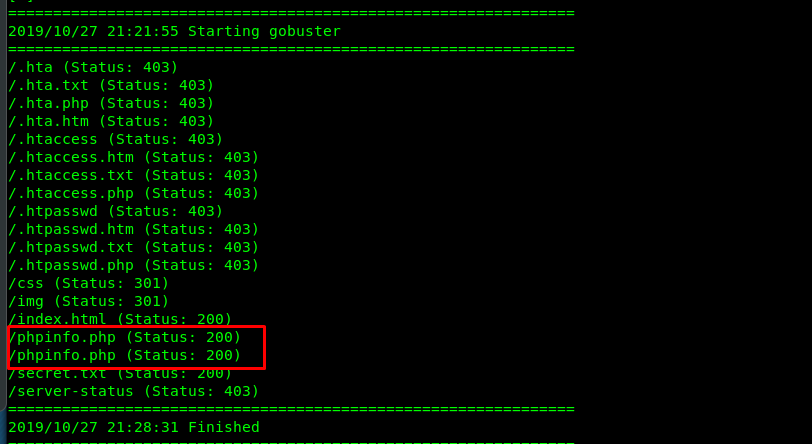 ===============================================================
2019/10/27 21:21:55 Starting gobuster
===============================================================
/.hta (Status: 403)
/.hta.txt (Status: 403)
/.hta.php (Status: 403)
/.hta.htm (Status: 403)
/.htaccess (Status: 403)
/.htaccess.htm (Status: 403)
/.htaccess.txt (Status: 403)
/.htaccess.php (Status: 403)
/.htpasswd (Status: 403)
/.htpasswd.htm (Status: 403)
/.htpasswd.txt (Status: 403)
/.htpasswd.php (Status: 403)
/css (Status: 301)
/img (Status: 301)
/index.html (Status: 200)
/phpinfo.php (Status: 200)
/phpinfo.php (Status: 200)
/secret.txt (Status: 200)
/server-status (Status: 403)
===============================================================
2019/10/27 21:28:31 Finished
===============================================================